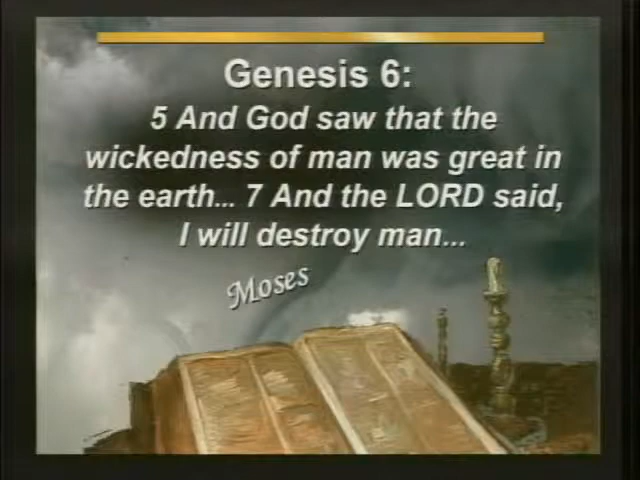 Genesis 6:
5 And God saw that the
wickedness of man was great in
the earth... 7 And the LORD said,
I will destroy man...
Moses